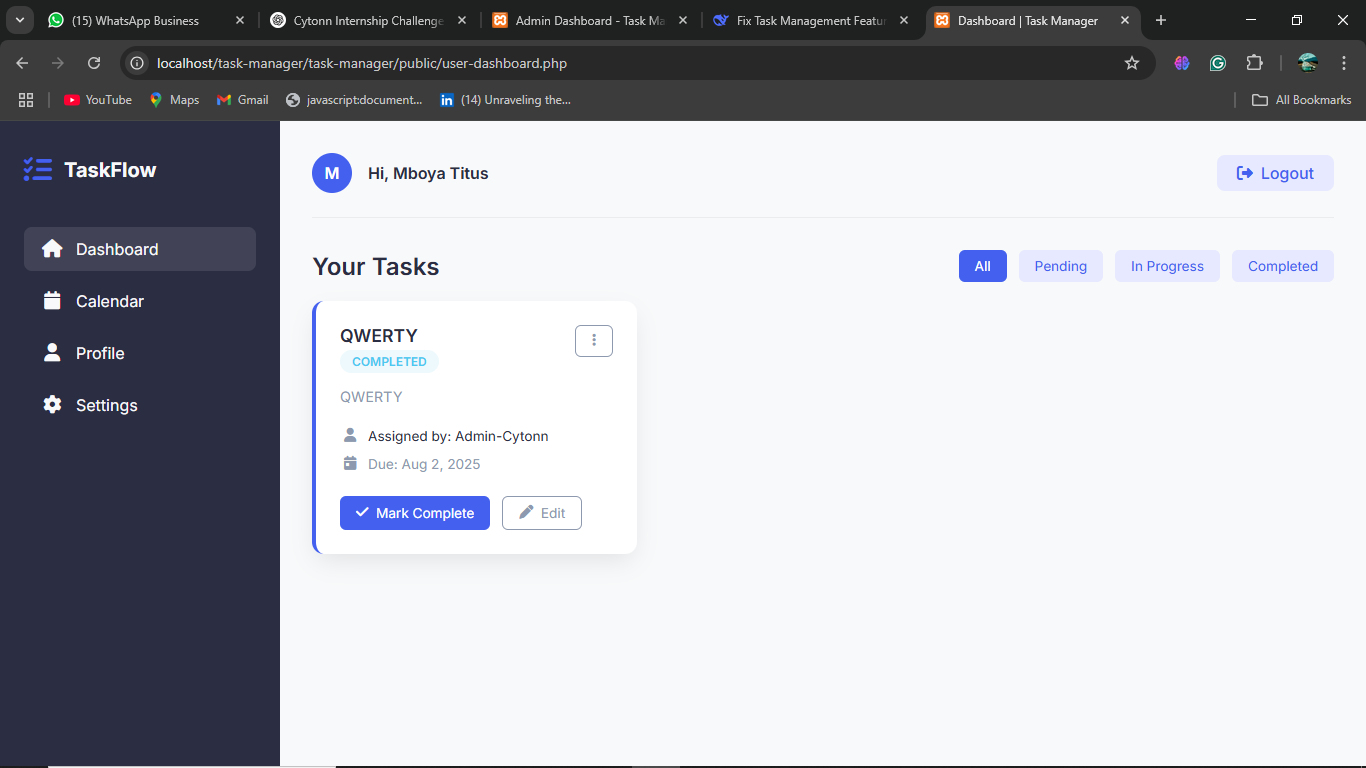 (15) WhatsApp Business
Cytonn Internship Challenge
Admin Dashboard - Task Ma
Fix Task Management Featur
Dashboard | Task Manager
localhost/task-manager/task-manager/public/user-dashboard.php
YouTube
Maps
Gmail
javascript:document...
(14) Unraveling the...
All Bookmarks
TaskFlow
M
Hi, Mboya Titus
Logout
Dashboard
Calendar
Profile
Settings
Your Tasks
All
Pending
In Progress
Completed
QWERTY
COMPLETED
QWERTY
Assigned by: Admin-Cytonn
Due: Aug 2, 2025
Mark Complete
Edit